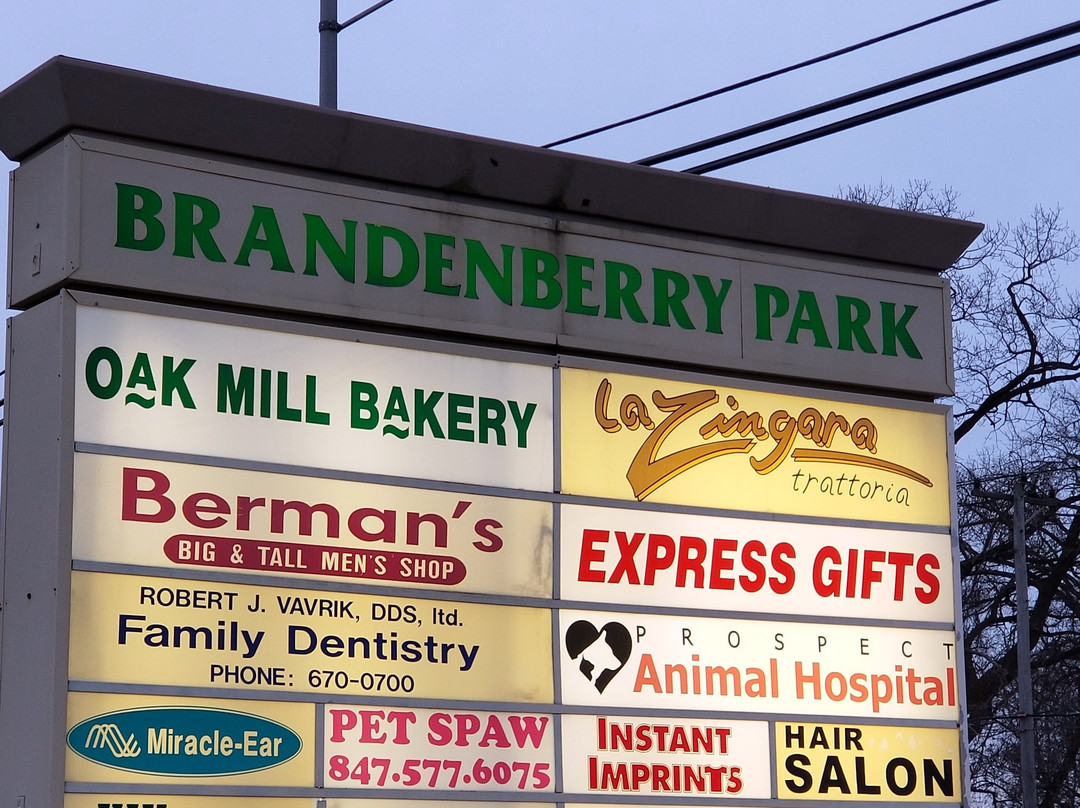 BRANDENBERRY PARK
OAK MILL BAKERY
La Zingara
trattoria
Berman's
BIG & TALL MEN'S SHOP
EXPRESS GIFTS
ROBERT J. VAVRIK, DDS, ltd.
Family Dentistry
PHONE: 670-0700
PROSPECT
Animal Hospital
Miracle-Ear
PET SPAW
847.577.6075
INSTANT
IMPRINTS
HAIR
SALON